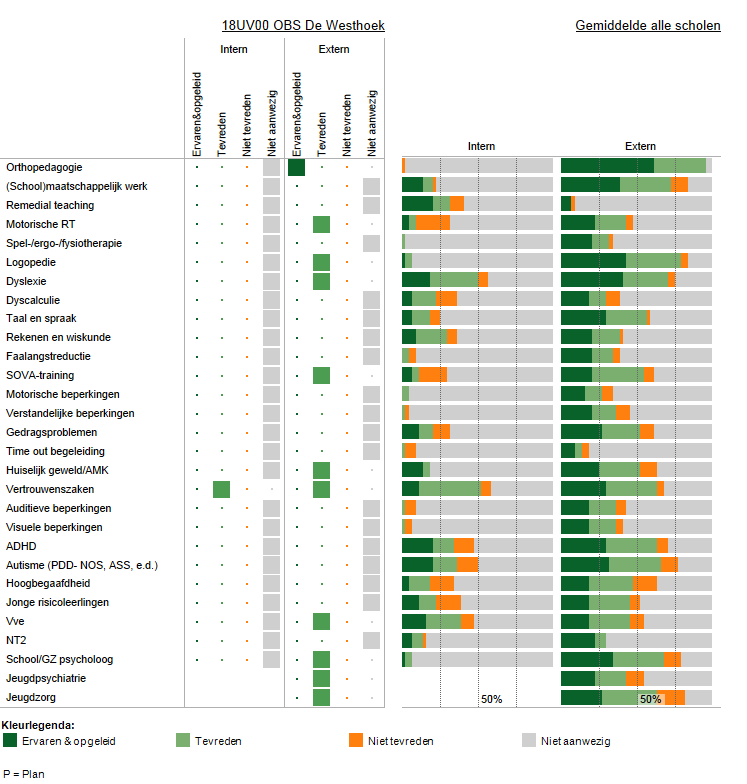 18UV00 OBS De Westhoek
Gemiddelde alle scholen
Intern
Extern
Ervaren&opgeleid
Tevreden
Niet tevreden
Niet aanwezig
Ervaren&opgeleid
Tevreden
Niet tevreden
Niet aanwezig
Intern
Extern
Orthopedagogie
(School)maatschappelijk werk
Remedial teaching
Motorische RT
Spel-/ergo-/fysiotherapie
Logopedie
Dyslexie
Dyscalculie
Taal en spraak
Rekenen en wiskunde
Faalangstreductie
SOVA-training
Motorische beperkingen
Verstandelijke beperkingen
Gedragsproblemen
Time out begeleiding
Huiselijk geweld/AMK
Vertrouwenszaken
Auditieve beperkingen
Visuele beperkingen
ADHD
Autisme (PDD- NOS, ASS, e.d.)
Hoogbegaafdheid
Jonge risicoleerlingen
Vve
NT2
School/GZ psycholoog
Jeugdpsychiatrie
Jeugdzorg
50%
50%
Kleurlegenda:
Ervaren & opgeleid
Tevreden
Niet tevreden
Niet aanwezig
P = Plan